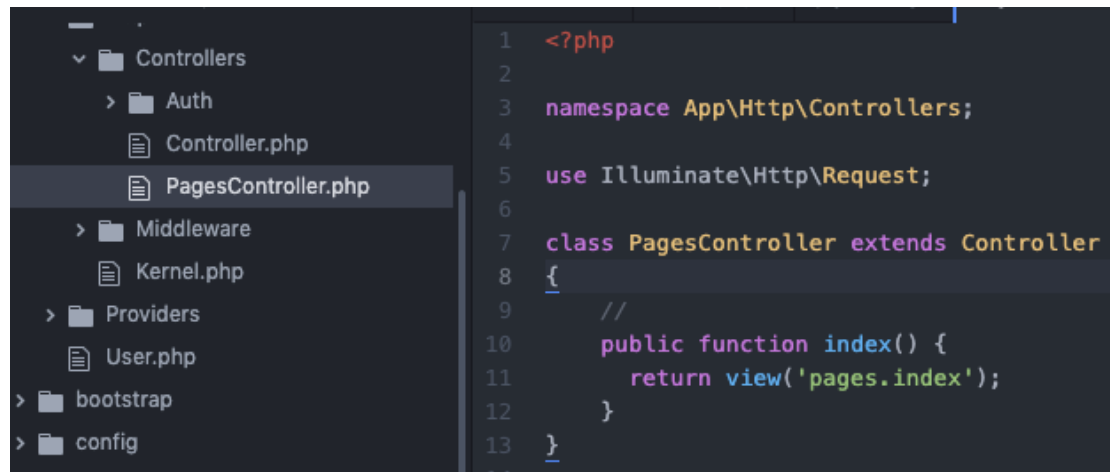 Controllers
Auth
Controller.php
PagesController.php
Middleware
Kernel.php
Providers
User.php
bootstrap
config
1 <?php
2
3 namespace App\Http\Controllers;
4
5 use Illuminate\Http\Request;
6
7 class PagesController extends Controller
8 {
9 //
10 public function index() {
11 return view('pages.index');
12 }
13 }